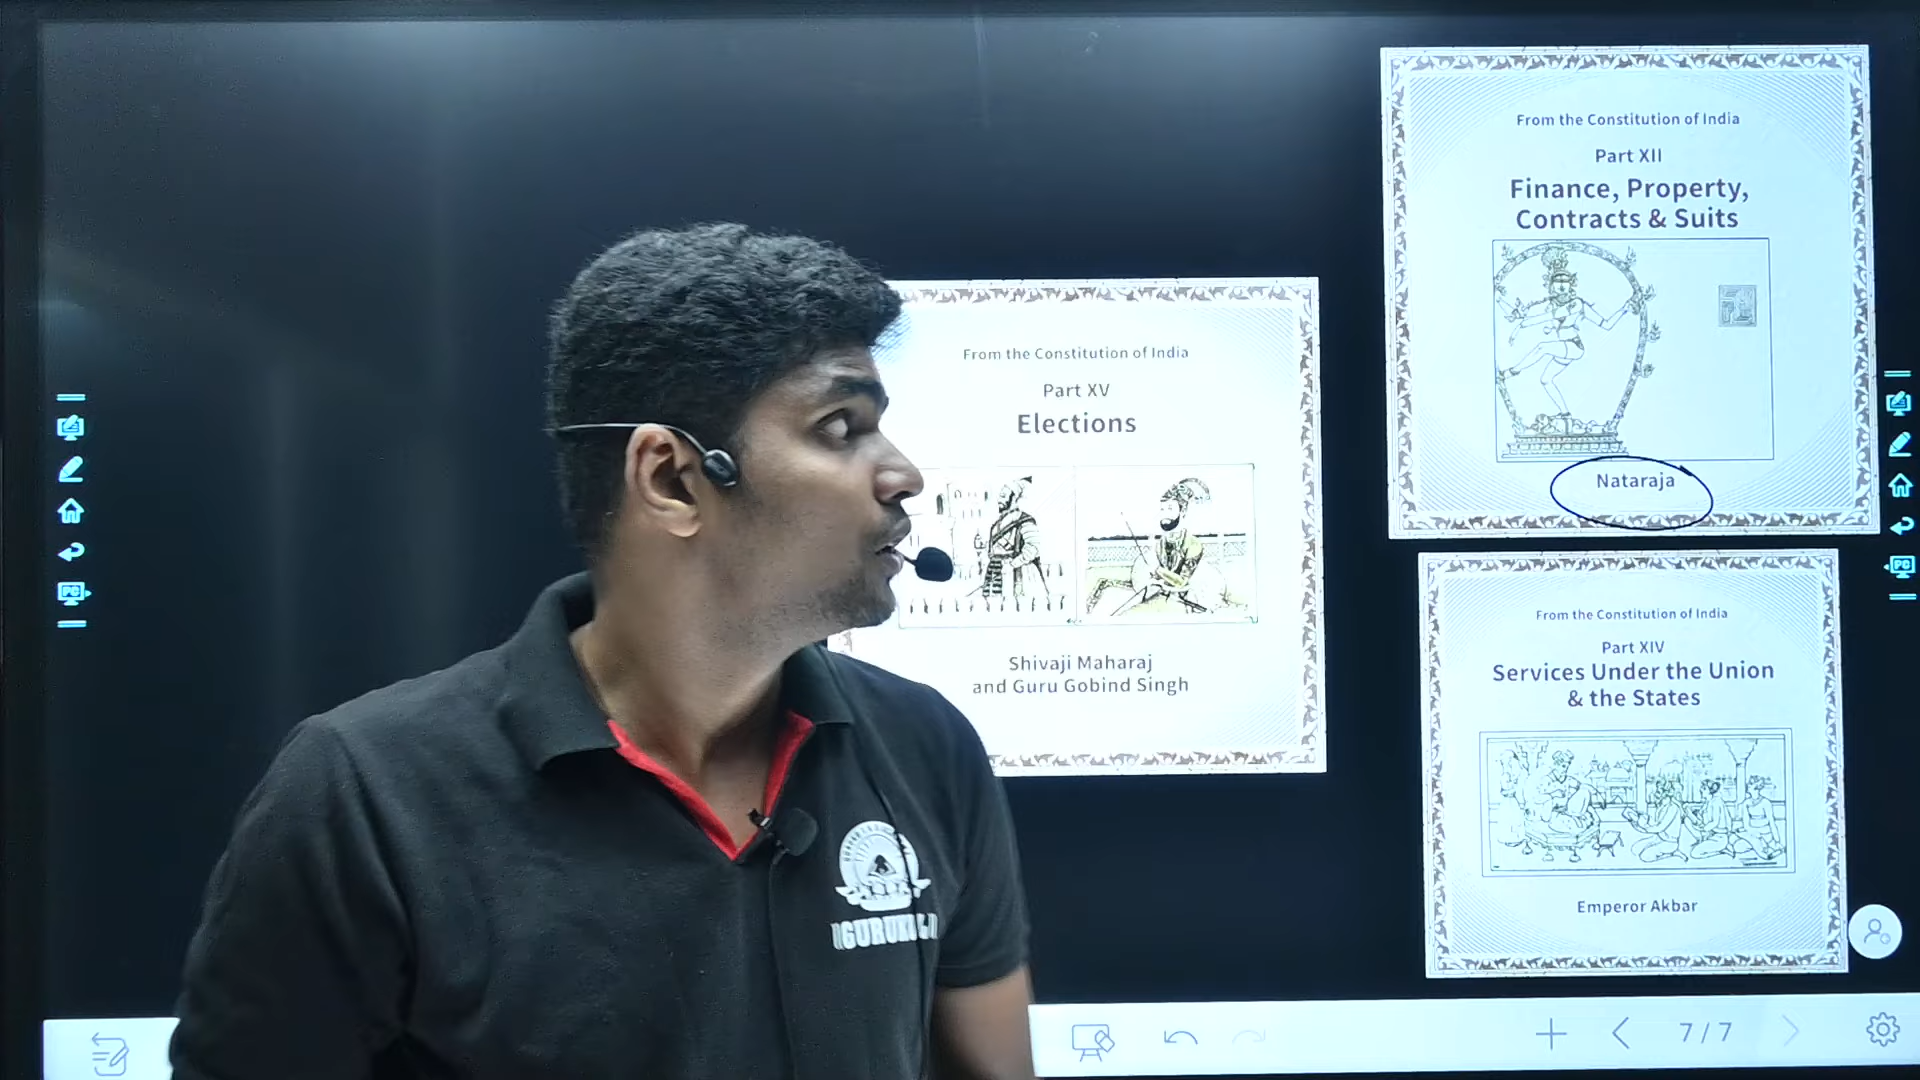 From the Constitution of India
Part XII
Finance, Property,
Contracts & Suits
Nataraja
From the Constitution of India
Part XV
Elections
Shivaji Maharaj
and Guru Gobind Singh
From the Constitution of India
Part XIV
Services Under the Union
& the States
Emperor Akbar
PC
PC
7/7